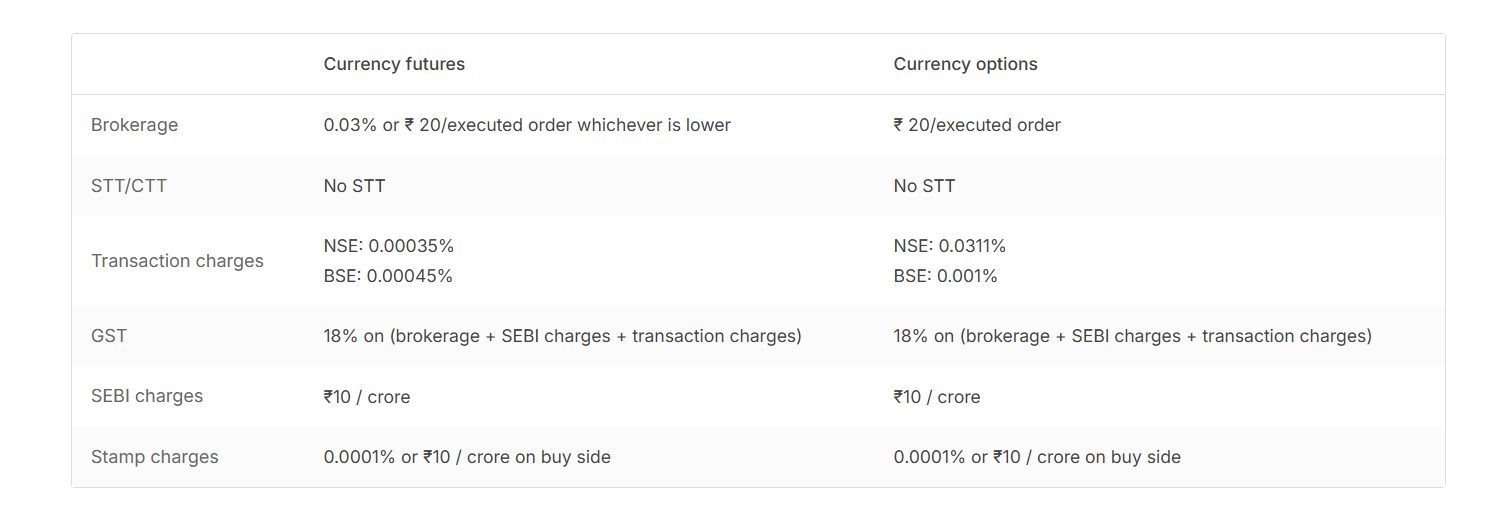 Currency futures
Currency options
Brokerage
0.03% or ₹ 20/executed order whichever is lower
₹ 20/executed order
STT/CTT
No STT
No STT
Transaction charges
NSE: 0.00035%
BSE: 0.00045%
NSE: 0.0311%
BSE: 0.001%
GST
18% on (brokerage + SEBI charges + transaction charges)
18% on (brokerage + SEBI charges + transaction charges)
SEBI charges
₹10 / crore
₹10 / crore
Stamp charges
0.0001% or ₹10 / crore on buy side
0.0001% or ₹10 / crore on buy side